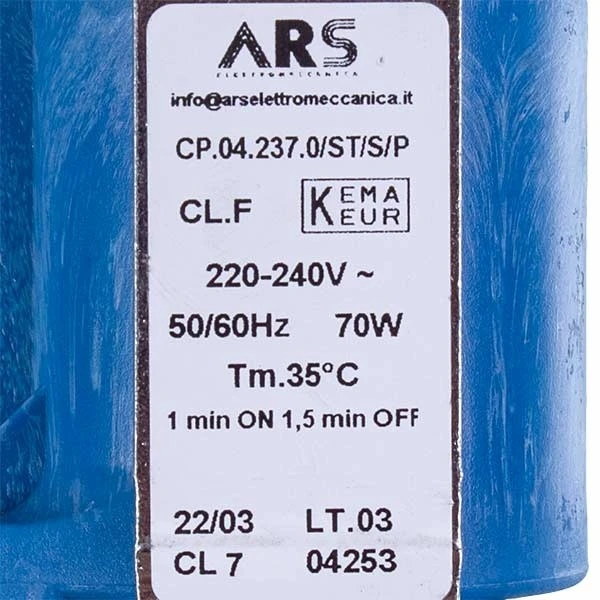 ARS
ELETTROMECCANICA
info@arselettromeccanica.it
CP.04.237.0/ST/S/P
CL.F KEMA KEUR
220-240V ~
50/60Hz 70W
Tm.35°C
1 min ON 1,5 min OFF
22/03 LT.03
CL 7 04253